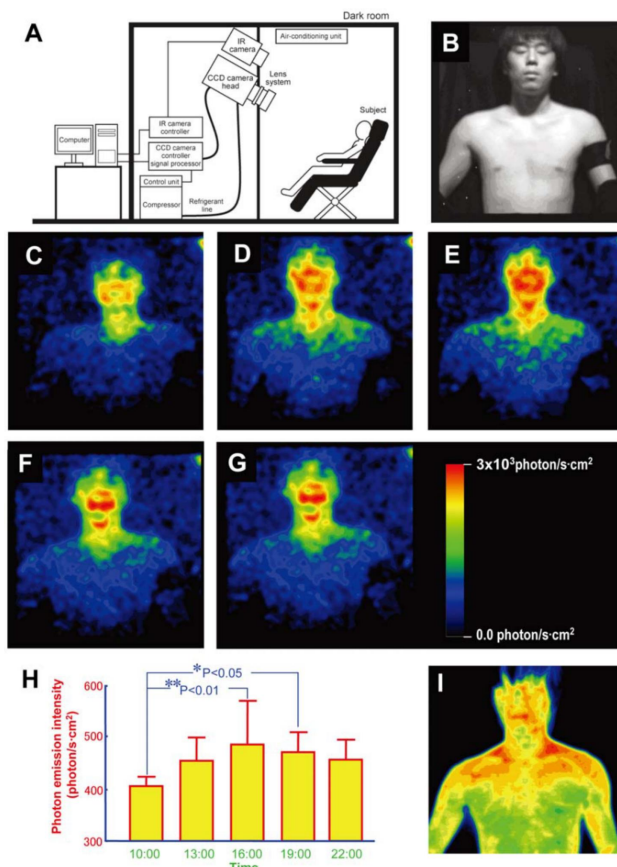 A
Dark room
IR
camera
Air-conditioning unit
CCD camera
head
Lens
system
Subject
Computer
IR camera
controller
CCD camera
controller
signal processor
Control unit
Compressor
Refrigerant
line
B
C
D
E
F
G
3x10³photon/s·cm²
0.0 photon/s·cm²
H
*P<0.05
**P<0.01
Photon emission intensity
(photon/s·cm²)
600
500
400
300
10:00 13:00 16:00 19:00 22:00
Time
I